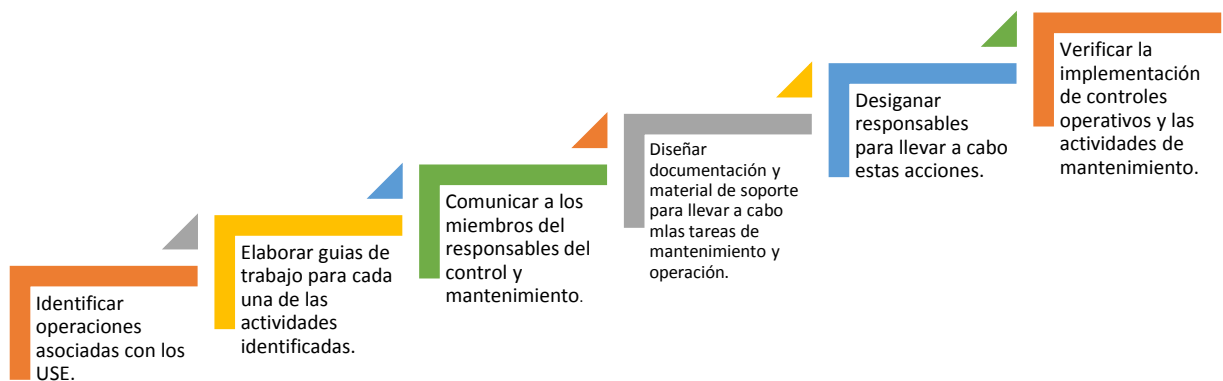 Identificar
operaciones
asociadas con los
USE.
Elaborar guias de
trabajo para cada
una de las
actividades
identificadas.
Comunicar a los
miembros del
responsables del
control y
mantenimiento.
Diseñar
documentación y
material de soporte
para llevar a cabo
mlas tareas de
mantenimiento y
operación.
Desiganar
responsables
para llevar a cabo
estas acciones.
Verificar la
implementación
de controles
operativos y las
actividades de
mantenimiento.